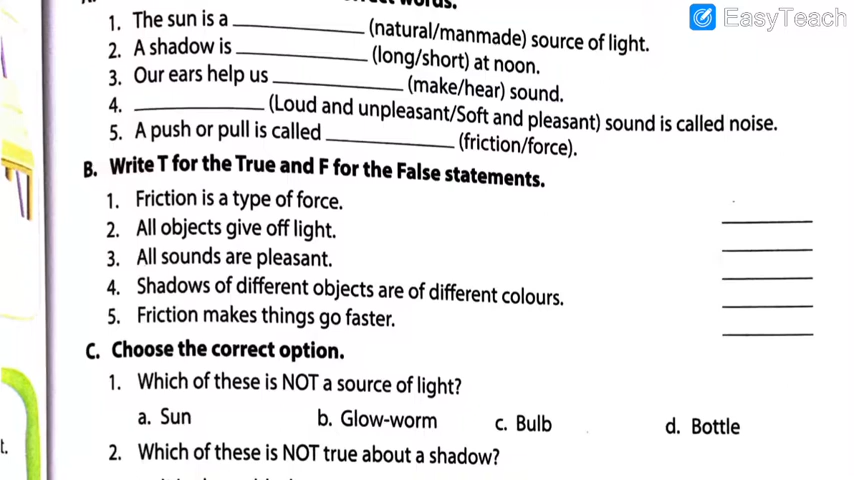 EasyTeach
1. The sun is a ____________ (natural/manmade) source of light.
2. A shadow is ____________ (long/short) at noon.
3. Our ears help us ____________ (make/hear) sound.
4. ____________ (Loud and unpleasant/Soft and pleasant) sound is called noise.
5. A push or pull is called ____________ (friction/force).
B. Write T for the True and F for the False statements.
1. Friction is a type of force. ________
2. All objects give off light. ________
3. All sounds are pleasant. ________
4. Shadows of different objects are of different colours. ________
5. Friction makes things go faster. ________
C. Choose the correct option.
1. Which of these is NOT a source of light?
a. Sun b. Glow-worm c. Bulb d. Bottle
2. Which of these is NOT true about a shadow?